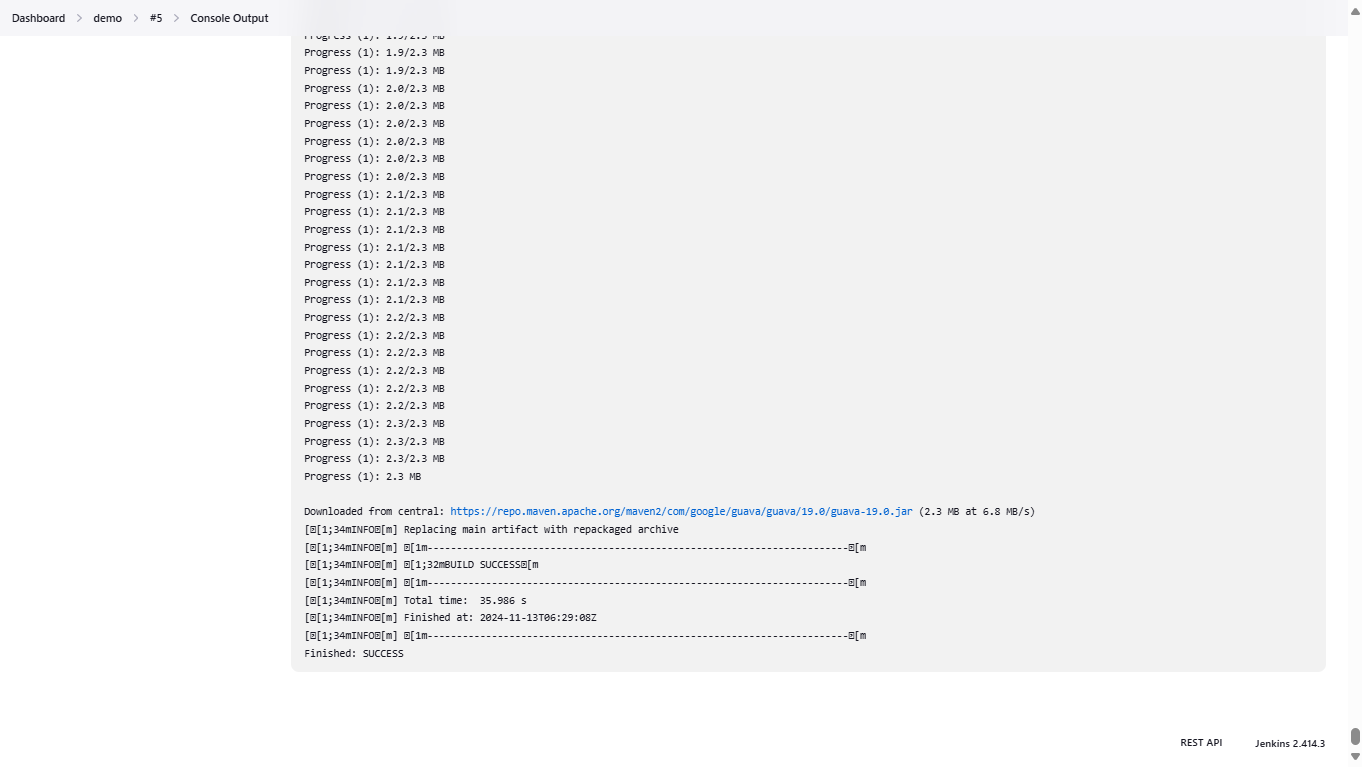 Dashboard > demo > #5 > Console Output
Progress (1): 1.9/2.3 MB
Progress (1): 1.9/2.3 MB
Progress (1): 1.9/2.3 MB
Progress (1): 2.0/2.3 MB
Progress (1): 2.0/2.3 MB
Progress (1): 2.0/2.3 MB
Progress (1): 2.0/2.3 MB
Progress (1): 2.0/2.3 MB
Progress (1): 2.0/2.3 MB
Progress (1): 2.1/2.3 MB
Progress (1): 2.1/2.3 MB
Progress (1): 2.1/2.3 MB
Progress (1): 2.1/2.3 MB
Progress (1): 2.1/2.3 MB
Progress (1): 2.1/2.3 MB
Progress (1): 2.1/2.3 MB
Progress (1): 2.2/2.3 MB
Progress (1): 2.2/2.3 MB
Progress (1): 2.2/2.3 MB
Progress (1): 2.2/2.3 MB
Progress (1): 2.2/2.3 MB
Progress (1): 2.2/2.3 MB
Progress (1): 2.3/2.3 MB
Progress (1): 2.3/2.3 MB
Progress (1): 2.3/2.3 MB
Progress (1): 2.3 MB
Downloaded from central: https://repo.maven.apache.org/maven2/com/google/guava/guava/19.0/guava-19.0.jar (2.3 MB at 6.8 MB/s)
[␛[1;34mINFO␛[m] Replacing main artifact with repackaged archive
[␛[1;34mINFO␛[m] ␛[1m------------------------------------------------------------------------␛[m
[␛[1;34mINFO␛[m] ␛[1;32mBUILD SUCCESS␛[m
[␛[1;34mINFO␛[m] ␛[1m------------------------------------------------------------------------␛[m
[␛[1;34mINFO␛[m] Total time:  35.986 s
[␛[1;34mINFO␛[m] Finished at: 2024-11-13T06:29:08Z
[␛[1;34mINFO␛[m] ␛[1m------------------------------------------------------------------------␛[m
Finished: SUCCESS
REST API Jenkins 2.414.3